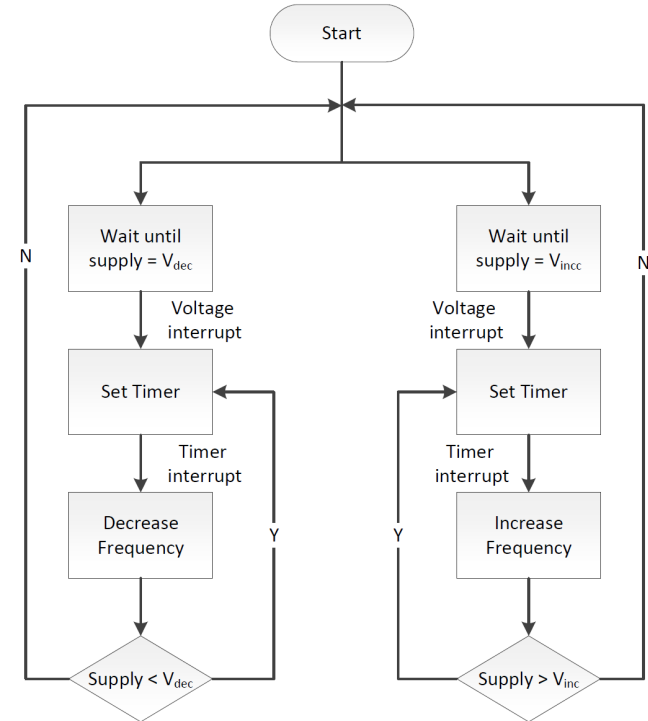 Start
Wait until
supply = Vdec
Wait until
supply = Vincc
N
N
Voltage
interrupt
Voltage
interrupt
Set Timer
Set Timer
Timer
interrupt
Timer
interrupt
Decrease
Frequency
Increase
Frequency
Y
Y
Supply < Vdec
Supply > Vinc